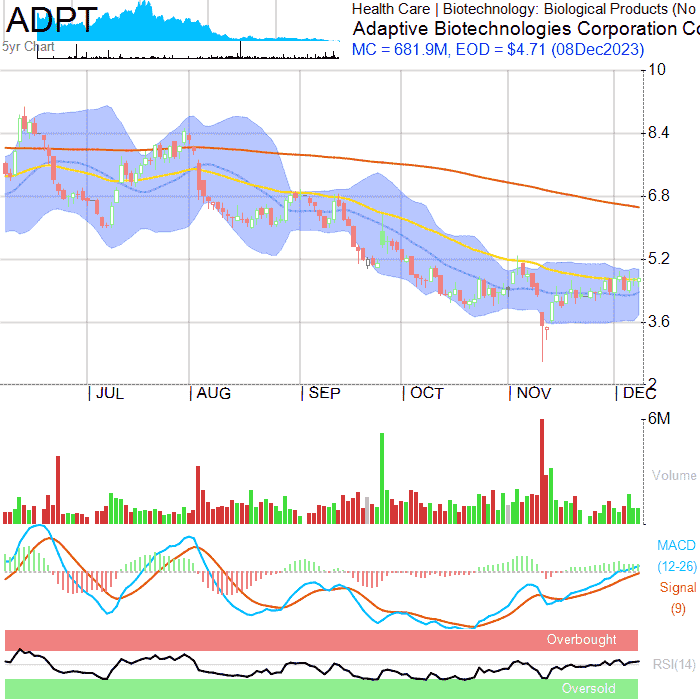 ADPT
5yr Chart
Health Care | Biotechnology: Biological Products (No
Adaptive Biotechnologies Corporation Co
MC = 681.9M, EOD = $4.71 (08Dec2023)
10
8.4
6.8
5.2
3.6
2
JUL AUG SEP OCT NOV DEC
6M
Volume
MACD
(12-26)
Signal
(9)
Overbought
RSI(14)
Oversold